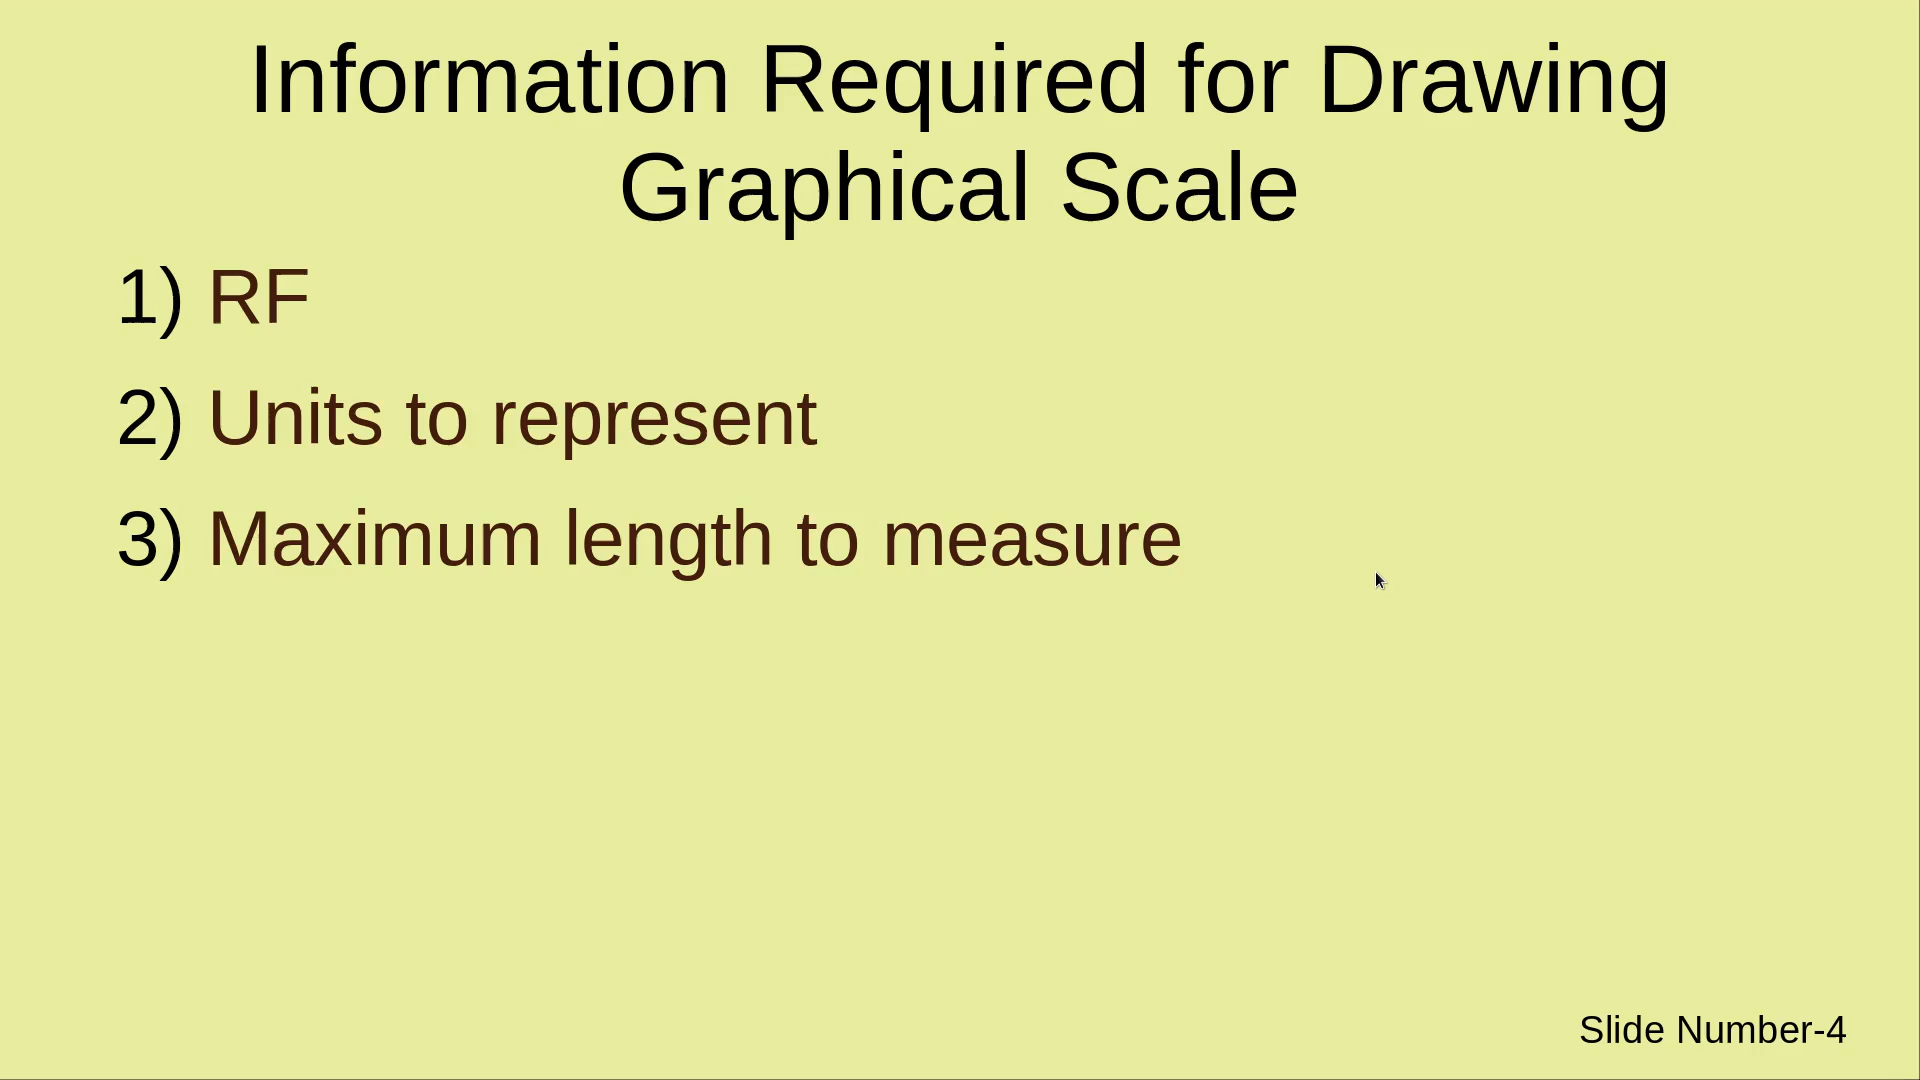 Information Required for Drawing
Graphical Scale
1) RF
2) Units to represent
3) Maximum length to measure
Slide Number-4